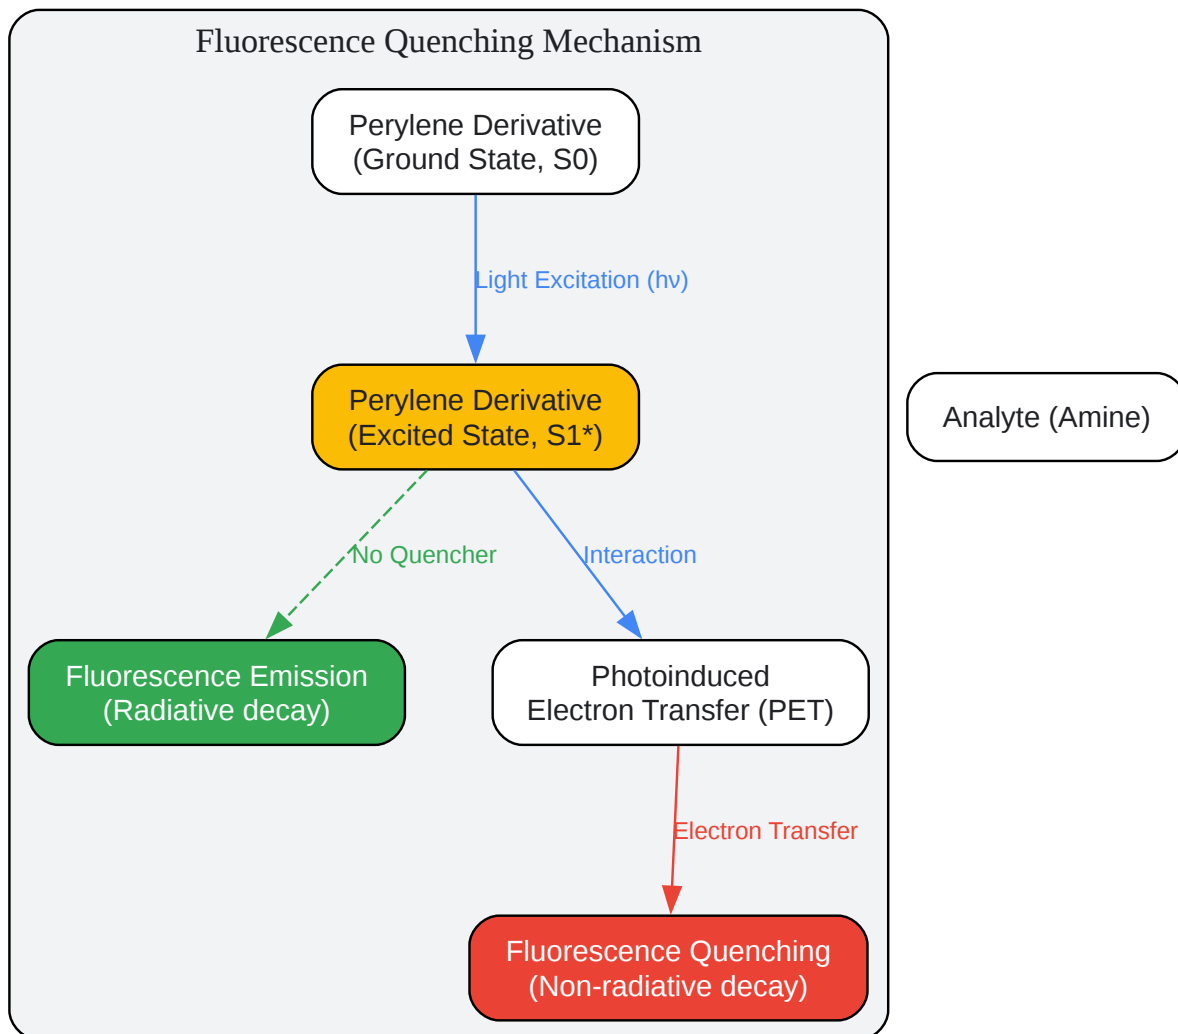 Fluorescence Quenching Mechanism
Perylene Derivative
(Ground State, S0)
Light Excitation (hν)
Perylene Derivative
(Excited State, S1*)
Analyte (Amine)
No Quencher
Interaction
Fluorescence Emission
(Radiative decay)
Photoinduced
Electron Transfer (PET)
Electron Transfer
Fluorescence Quenching
(Non-radiative decay)